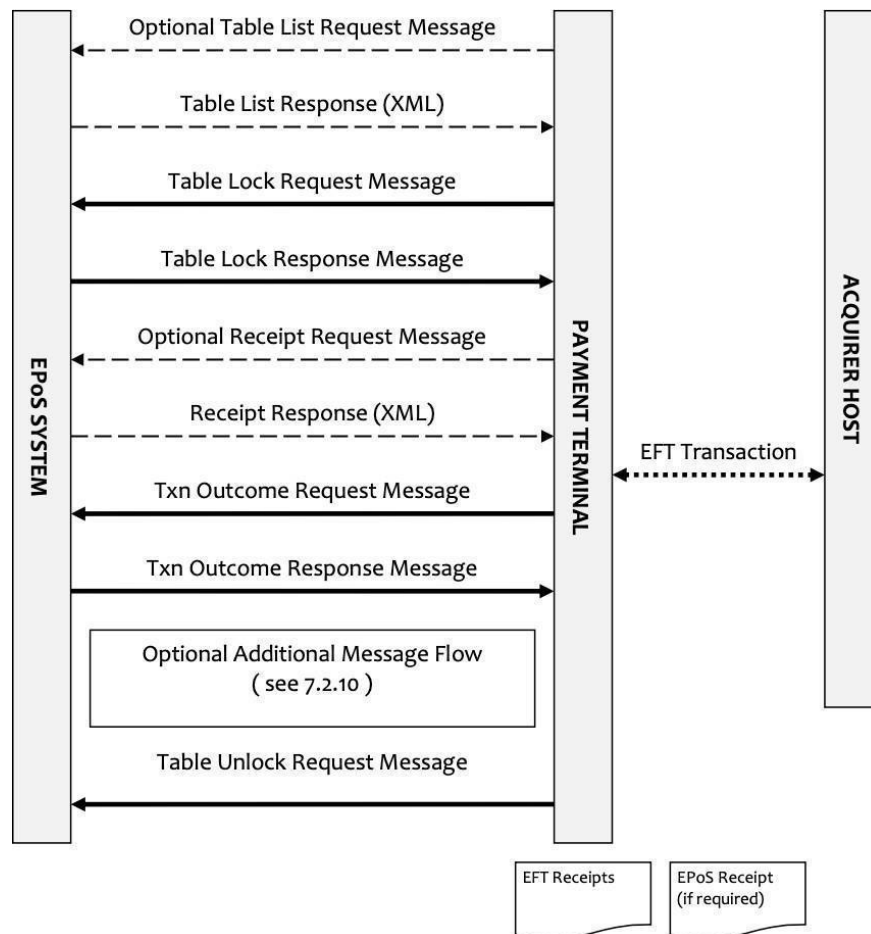 Optional Table List Request Message
Table List Response (XML)
Table Lock Request Message
Table Lock Response Message
Optional Receipt Request Message
Receipt Response (XML)
EFT Transaction
Txn Outcome Request Message
Txn Outcome Response Message
Optional Additional Message Flow
( see 7.2.10 )
Table Unlock Request Message
EPoS SYSTEM
PAYMENT TERMINAL
ACQUIRER HOST
EFT Receipts
EPoS Receipt
(if required)